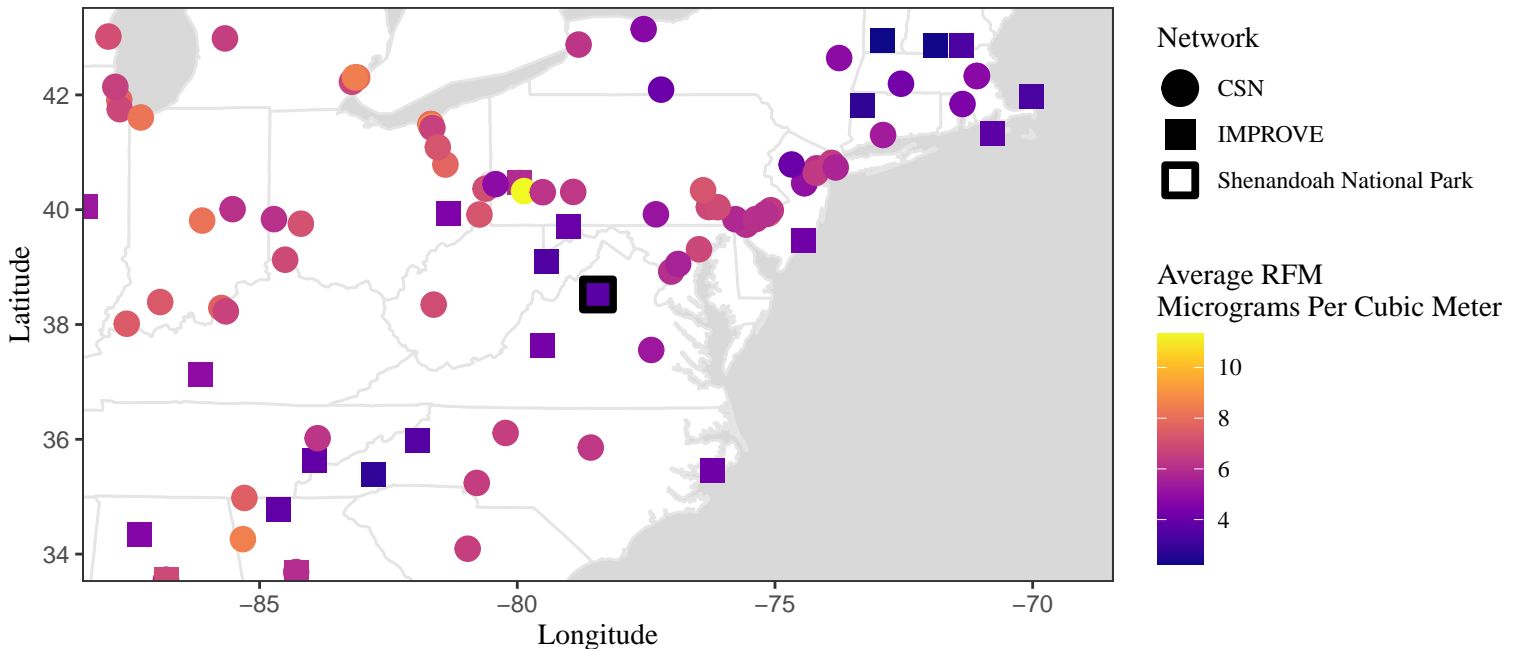 42
40
38
36
34
Latitude
−85
−80
−75
−70
Longitude
Network
CSN
IMPROVE
Shenandoah National Park
Average RFM
Micrograms Per Cubic Meter
10
8
6
4